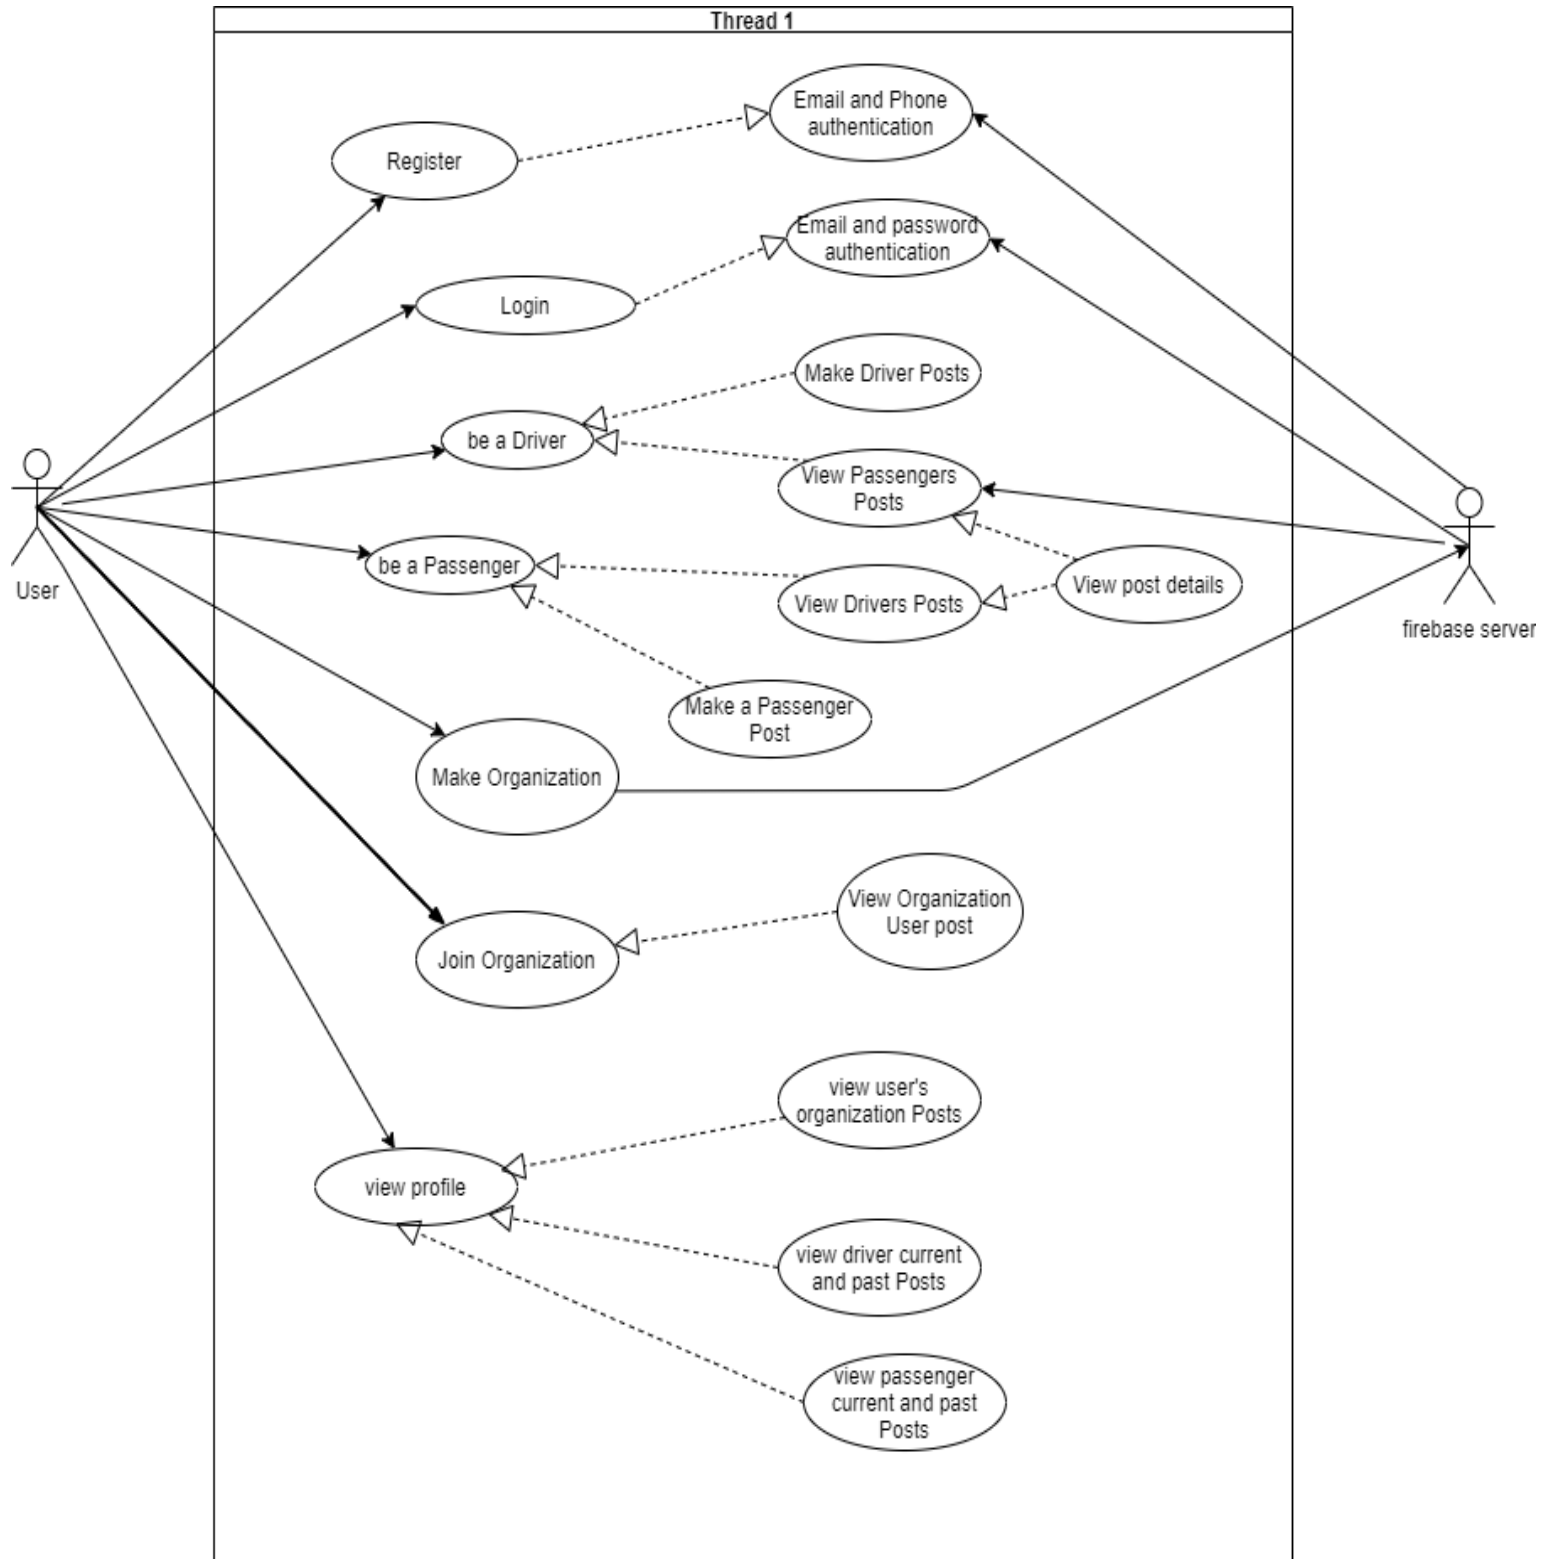 Thread 1
Email and Phone
authentication
Register
Email and password
authentication
Login
Make Driver Posts
be a Driver
View Passengers
Posts
be a Passenger
View post details
User
View Drivers Posts
firebase server
Make a Passenger
Post
Make Organization
View Organization
User post
Join Organization
view user's
organization Posts
view profile
view driver current
and past Posts
view passenger
current and past
Posts